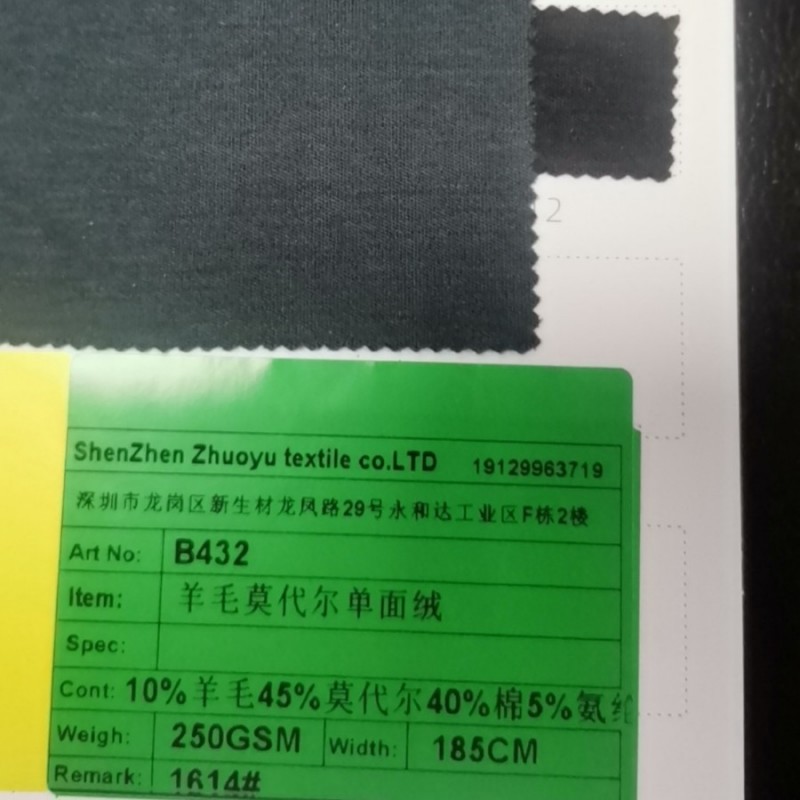 2
ShenZhen Zhuoyu textile co.LTD 19129963719
深圳市龙岗区新生材龙凤路29号永和达工业区F栋2楼
Art No: B432
Item: 羊毛莫代尔单面绒
Spec:
Cont: 10%羊毛45%莫代尔40%棉5%氨
Weigh: 250GSM Width: 185CM
Remark: 1614#